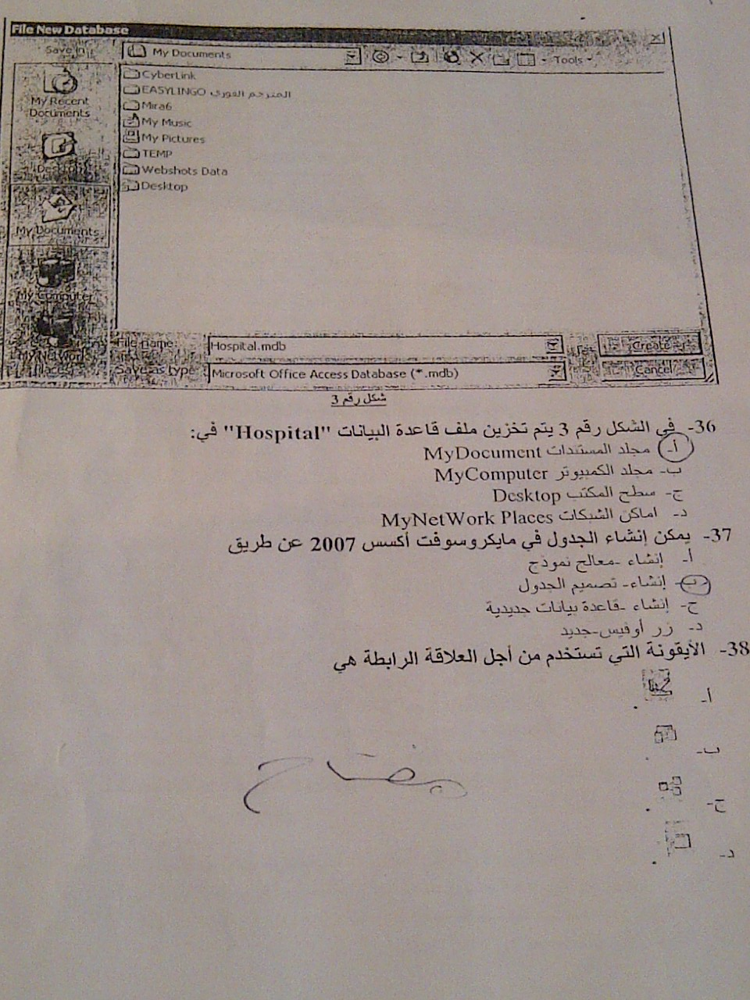 File New Database
Save in:
My Documents
Tools
My Recent Documents
Desktop
My Documents
My Computer
My Network Places
CyberLink
EASYLINGO المترجم الفوري
Mira6
My Music
My Pictures
TEMP
Webshots Data
Desktop
File name:
Hospital.mdb
Create
Save as type:
Microsoft Office Access Database (*.mdb)
Cancel
شكل رقم 3
36- في الشكل رقم 3 يتم تخزين ملف قاعدة البيانات "Hospital" في:
أ- مجلد المستندات MyDocument
ب- مجلد الكمبيوتر MyComputer
ج- سطح المكتب Desktop
د- اماكن الشبكات MyNetWork Places
37- يمكن إنشاء الجدول في مايكروسوفت أكسس 2007 عن طريق
أ- إنشاء -معالج نموذج
ب- إنشاء- تصميم الجدول
ج- إنشاء -قاعدة بيانات جديدية
د- زر أوفيس-جديد
38- الأيقونة التي تستخدم من أجل العلاقة الرابطة هي
أ-
ب-
ج-
د-